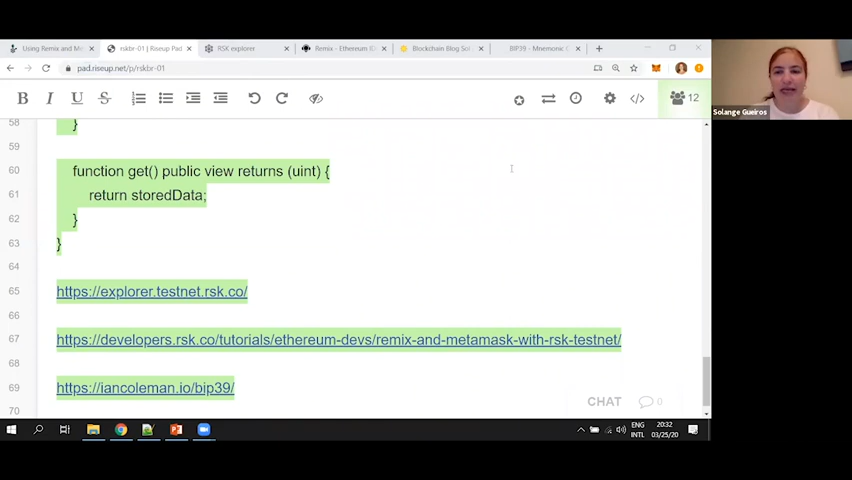 Using Remix and M
rskbr-01 | Riseup Pad
RSK explorer
Remix - Ethereum ID
Blockchain Blog Sol
BIP39 - Mnemonic C
pad.riseup.net/p/rskbr-01
B I U S
12
Solange Gueiros
58 }
59
60 function get() public view returns (uint) {
61 return storedData;
62 }
63 }
64
65 https://explorer.testnet.rsk.co/
66
67 https://developers.rsk.co/tutorials/ethereum-devs/remix-and-metamask-with-rsk-testnet/
68
69 https://iancoleman.io/bip39/
70
CHAT 0
ENG
INTL
20:32
03/25/20